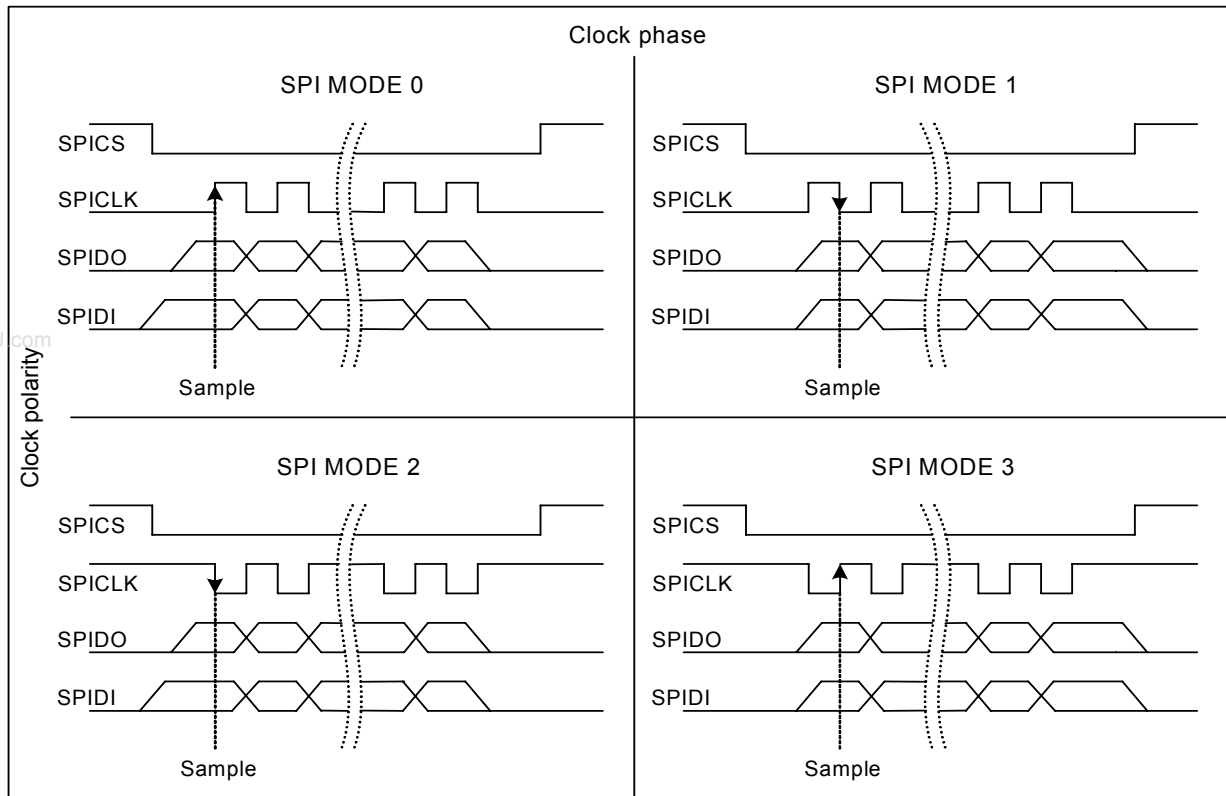 Clock phase
SPI MODE 0
SPICS
SPICLK
SPIDO
SPIDI
Sample
SPI MODE 1
SPICS
SPICLK
SPIDO
SPIDI
Sample
.com
Clock polarity
SPI MODE 2
SPICS
SPICLK
SPIDO
SPIDI
Sample
SPI MODE 3
SPICS
SPICLK
SPIDO
SPIDI
Sample